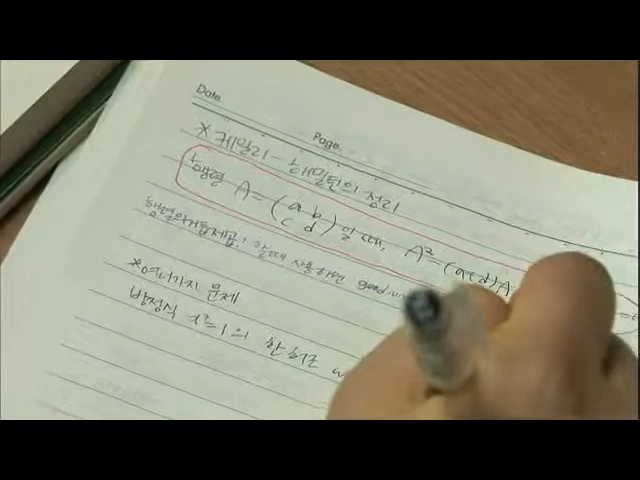 Date.
Page.
* 케일리-해밀턴의 정리
행렬 A=(a b
c d) 일 때, A²=(a+d)A
행렬의 거듭제곱 할때 사용하면 good
*여러가지 문제
방정식 x³=1의 한 허근 w